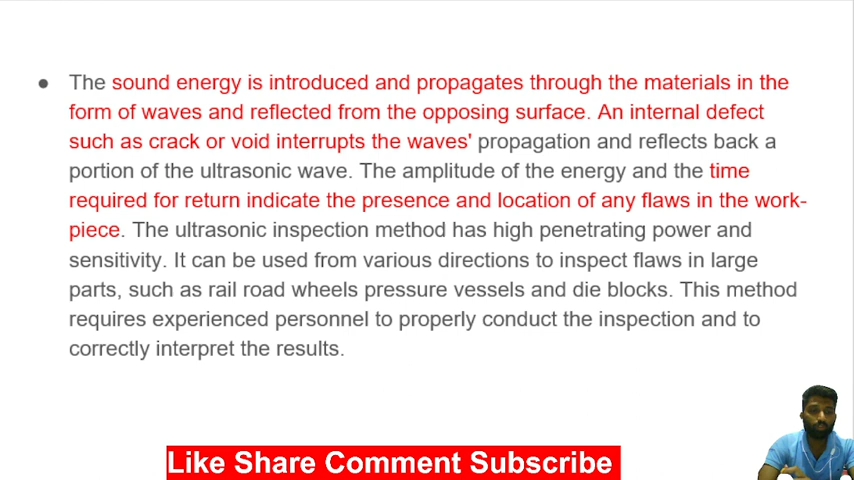 ● The sound energy is introduced and propagates through the materials in the
form of waves and reflected from the opposing surface. An internal defect
such as crack or void interrupts the waves' propagation and reflects back a
portion of the ultrasonic wave. The amplitude of the energy and the time
required for return indicate the presence and location of any flaws in the work-
piece. The ultrasonic inspection method has high penetrating power and
sensitivity. It can be used from various directions to inspect flaws in large
parts, such as rail road wheels pressure vessels and die blocks. This method
requires experienced personnel to properly conduct the inspection and to
correctly interpret the results.
Like Share Comment Subscribe